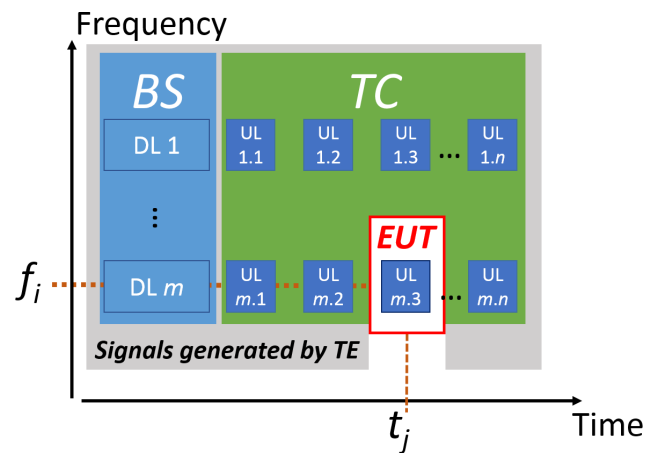 Frequency
BS
TC
DL 1
UL
1.1
UL
1.2
UL
1.3
...
UL
1.n
...
EUT
f_i
DL m
UL
m.1
UL
m.2
UL
m.3
...
UL
m.n
Signals generated by TE
t_j
Time